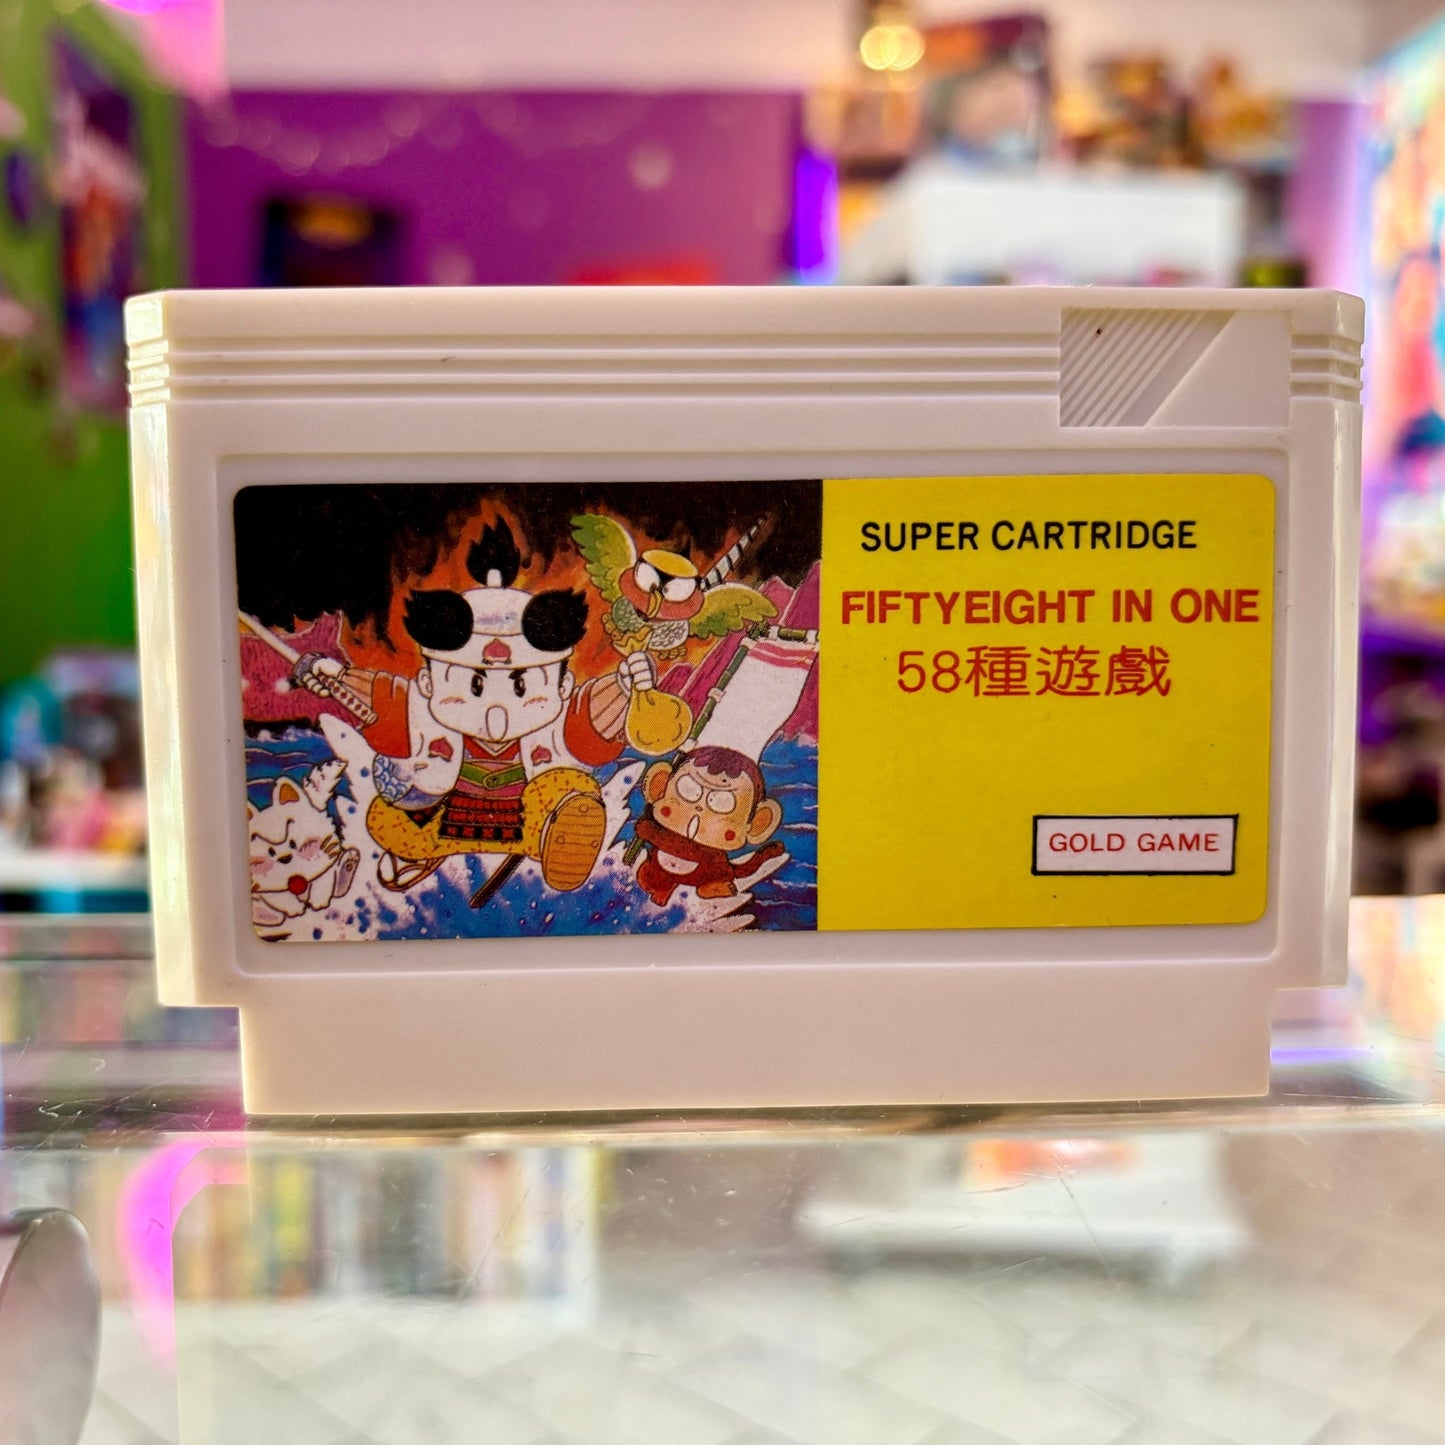 SUPER CARTRIDGE
FIFTYEIGHT IN ONE
58種遊戲
GOLD GAME